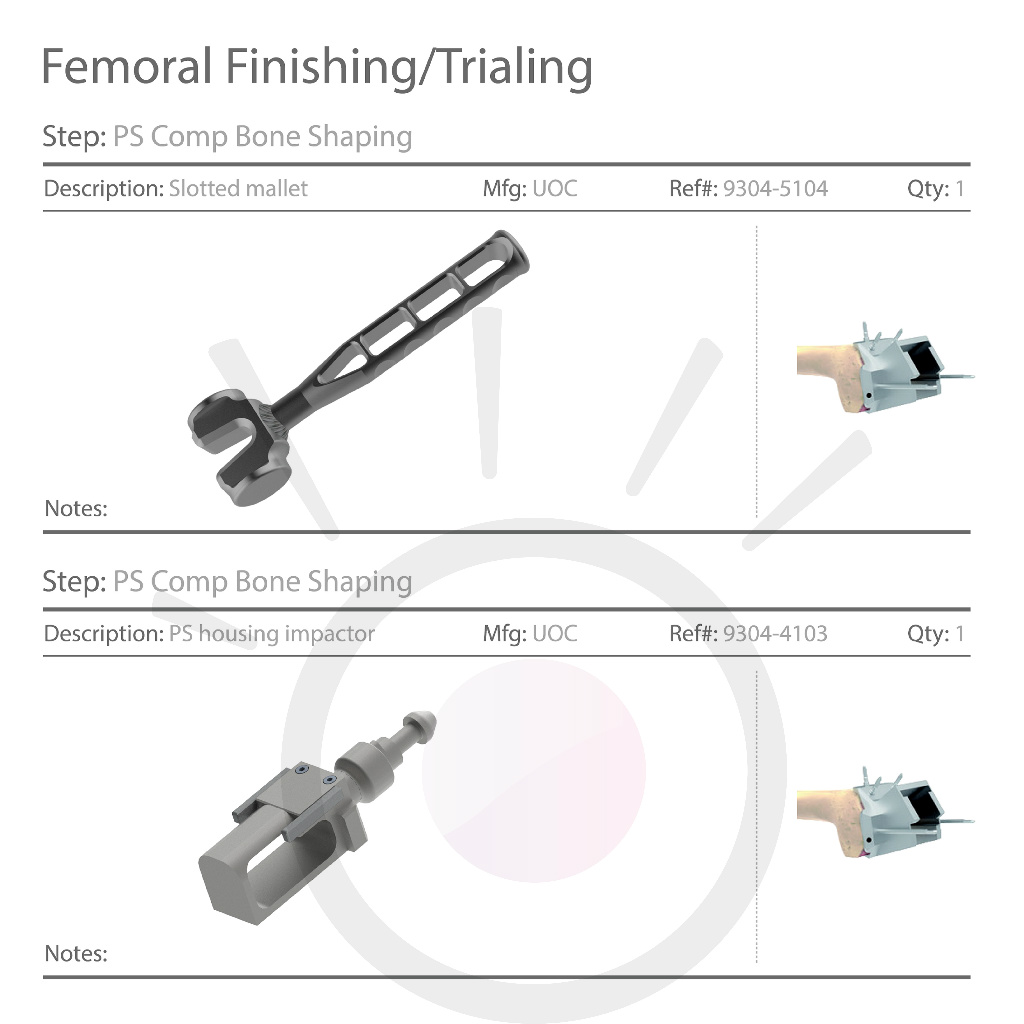 Femoral Finishing/Trialing
Step: PS Comp Bone Shaping
Description: Slotted mallet Mfg: UOC Ref#: 9304-5104 Qty: 1
Notes:
Step: PS Comp Bone Shaping
Description: PS housing impactor Mfg: UOC Ref#: 9304-4103 Qty: 1
Notes: